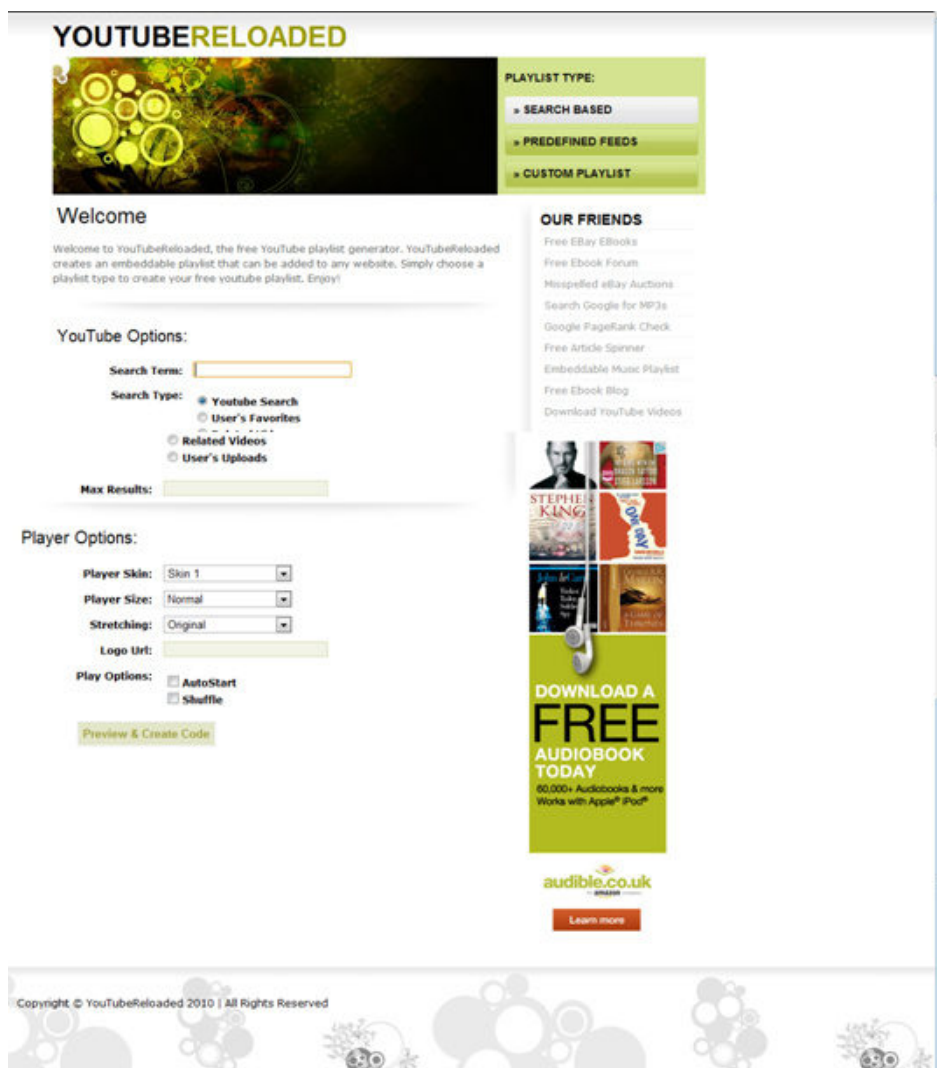 YOUTUBERELOADED
PLAYLIST TYPE:
» SEARCH BASED
» PREDEFINED FEEDS
» CUSTOM PLAYLIST
Welcome
Welcome to YouTubeReloaded, the free YouTube playlist generator. YouTubeReloaded
creates an embeddable playlist that can be added to any website. Simply choose a
playlist type to create your free youtube playlist. Enjoy!
OUR FRIENDS
Free EBay EBooks
Free Ebook Forum
Misspelled eBay Auctions
Search Google for MP3s
Google PageRank Check
Free Article Spinner
Embeddable Music Playlist
Free Ebook Blog
Download YouTube Videos
YouTube Options:
Search Term:
Search Type:
Youtube Search
User's Favorites
Related Videos
User's Uploads
Max Results:
Player Options:
Player Skin: Skin 1
Player Size: Normal
Stretching: Original
Logo Url:
Play Options:
AutoStart
Shuffle
Preview & Create Code
STEPHEN
KING
ONE
DAY
DOWNLOAD A
FREE
AUDIOBOOK
TODAY
60,000+ Audiobooks & more
Works with Apple® iPod®
audible.co.uk
amazon
Learn more
Copyright © YouTubeReloaded 2010 | All Rights Reserved